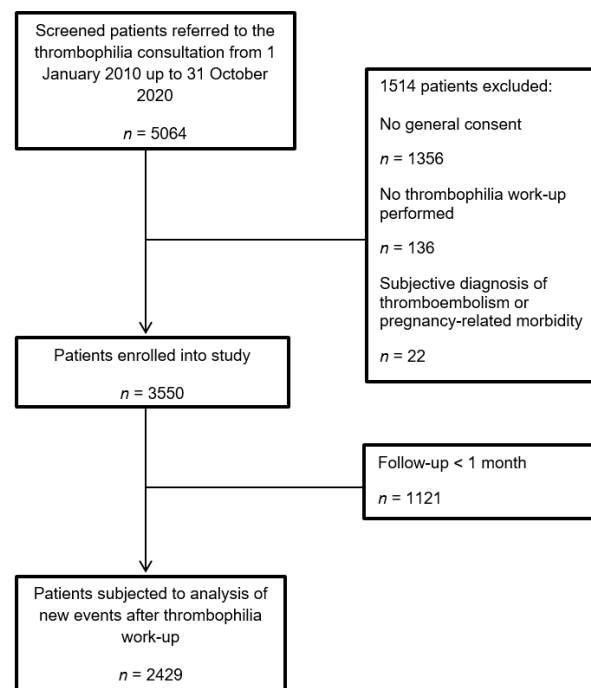 Screened patients referred to the
thrombophilia consultation from 1
January 2010 up to 31 October
2020
n = 5064
1514 patients excluded:
No general consent
n = 1356
No thrombophilia work-up
performed
n = 136
Subjective diagnosis of
thromboembolism or
pregnancy-related morbidity
n = 22
Patients enrolled into study
n = 3550
Follow-up < 1 month
n = 1121
Patients subjected to analysis of
new events after thrombophilia
work-up
n = 2429